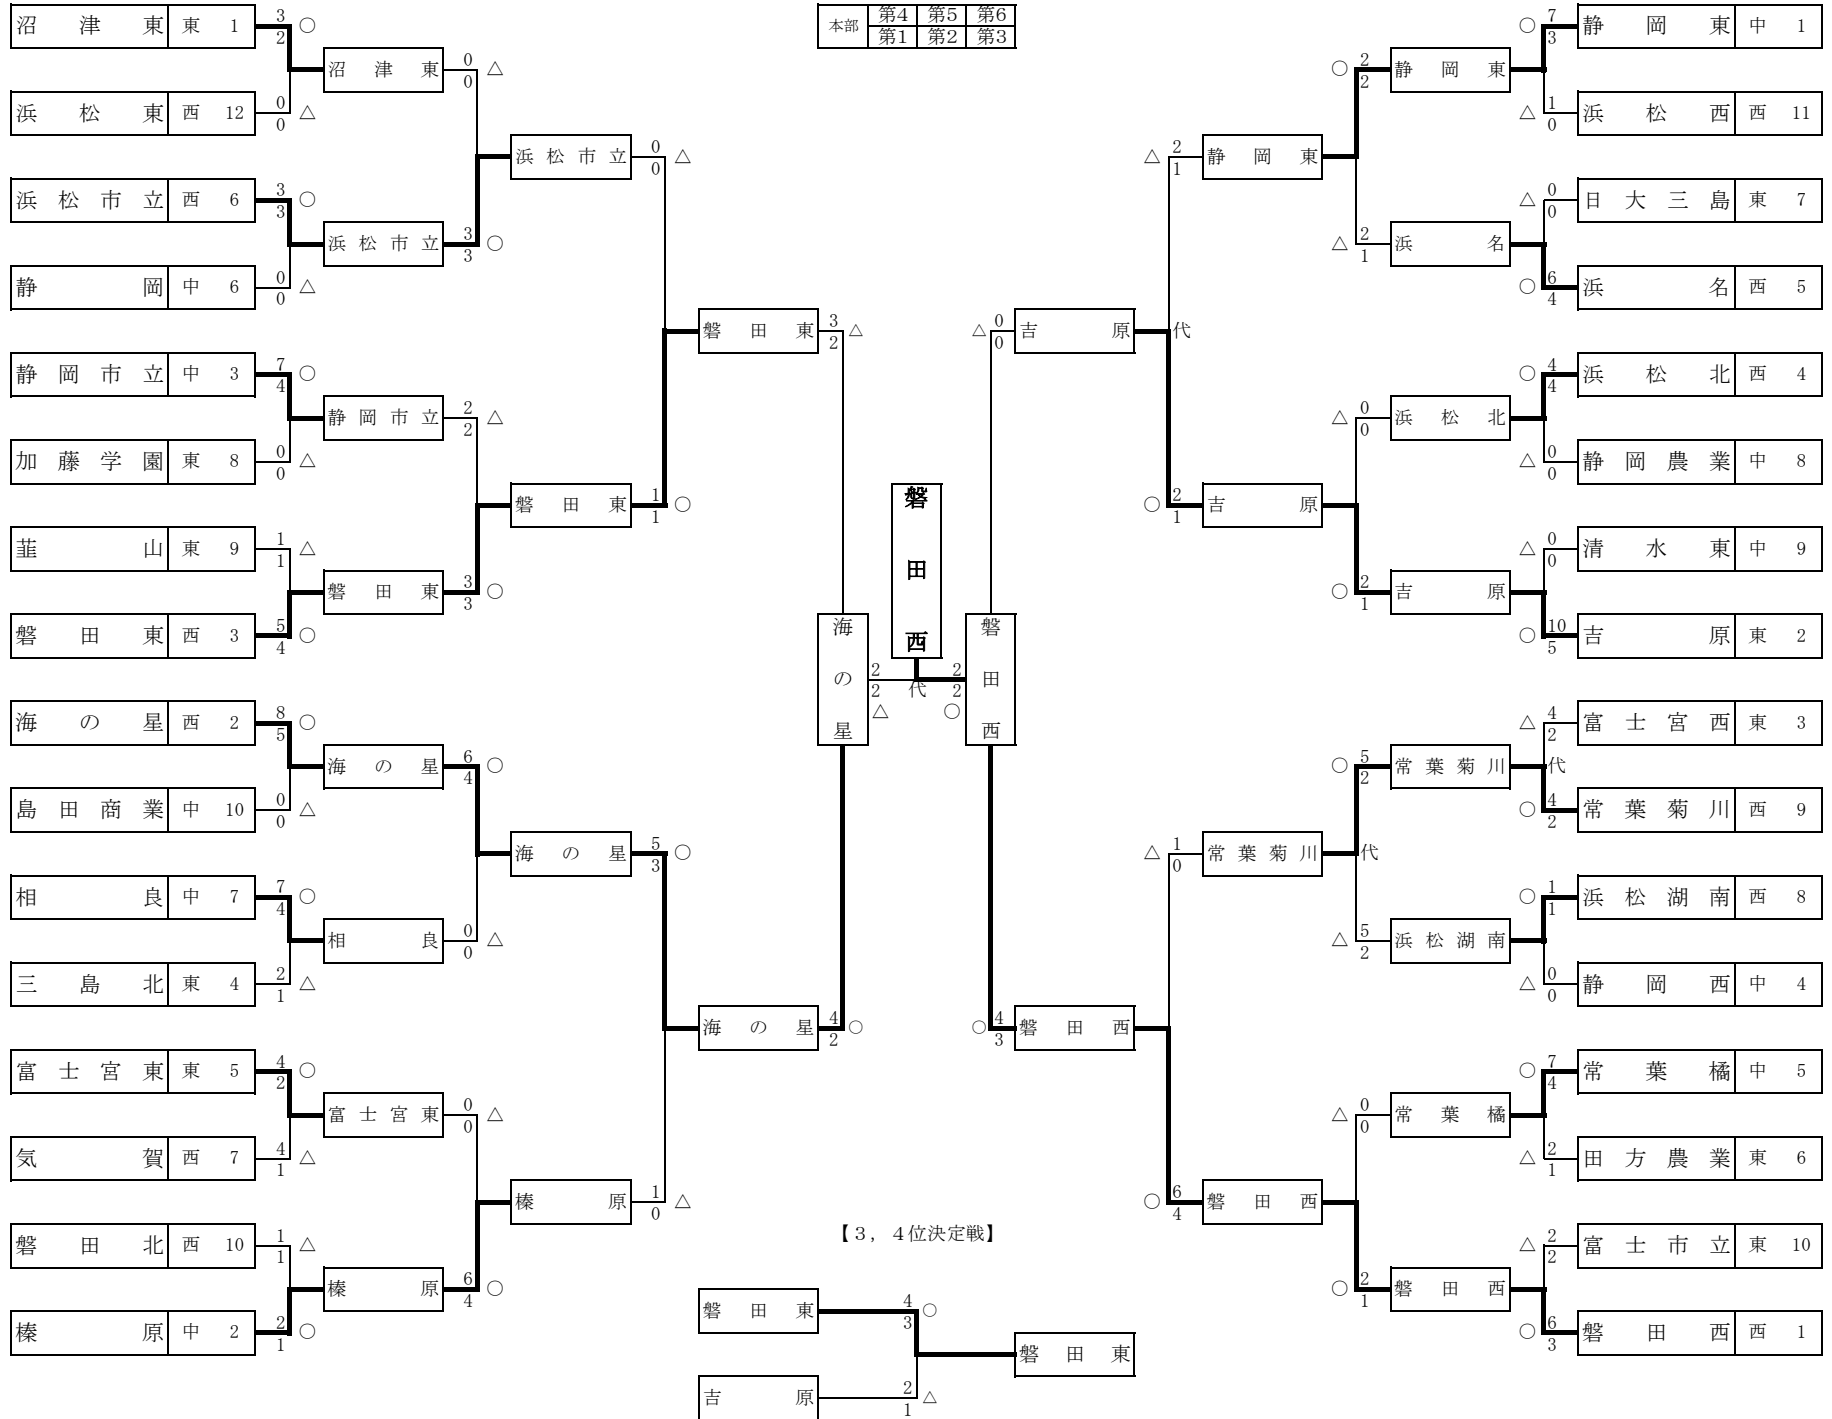 本部 第4 第5 第6
第1 第2 第3
沼津東 東 1 3 2 ○
浜松東 西 12 0 0 △
沼津東 0 0 △
浜松市立 西 6 3 3 ○
静岡 中 6 0 0 △
浜松市立 3 3 ○
浜松市立 0 0 △
静岡市立 中 3 7 4 ○
加藤学園 東 8 0 0 △
静岡市立 2 2 △
韮山 東 9 1 1 △
磐田東 西 3 5 4 ○
磐田東 3 3 ○
磐田東 1 1 ○
磐田東 3 2 △
海の星 西 2 8 5 ○
島田商業 中 10 0 0 △
海の星 6 4 ○
相良 中 7 7 4 ○
三島北 東 4 2 1 △
相良 0 0 △
海の星 5 3 ○
富士宮東 東 5 4 2 ○
気賀 西 7 4 1 △
富士宮東 0 0 △
磐田北 西 10 1 1 △
榛原 中 2 2 1 ○
榛原 6 4 ○
榛原 1 0 △
海の星 4 2 ○
海の星 2 2 △
磐田西
代
磐田西 2 2 ○
○ 7 3 静岡東 中 1
△ 1 0 浜松西 西 11
○ 2 2 静岡東
△ 0 0 日大三島 東 7
○ 6 4 浜名 西 5
△ 2 1 浜名
△ 2 1 静岡東
○ 4 4 浜松北 西 4
△ 0 0 静岡農業 中 8
△ 0 0 浜松北
△ 0 0 清水東 中 9
○ 10 5 吉原 東 2
○ 2 1 吉原
○ 2 1 吉原
△ 0 0 吉原 代
△ 4 2 富士宮西 東 3
○ 4 2 常葉菊川 西 9
○ 5 2 常葉菊川 代
○ 1 1 浜松湖南 西 8
△ 0 0 静岡西 中 4
△ 5 2 浜松湖南
△ 1 0 常葉菊川 代
○ 7 4 常葉橘 中 5
△ 2 1 田方農業 東 6
△ 0 0 常葉橘
△ 2 2 富士市立 東 10
○ 6 3 磐田西 西 1
○ 2 1 磐田西
○ 6 4 磐田西
○ 4 3 磐田西
【3，4位決定戦】
磐田東 4 3 ○
吉原 2 1 △
磐田東